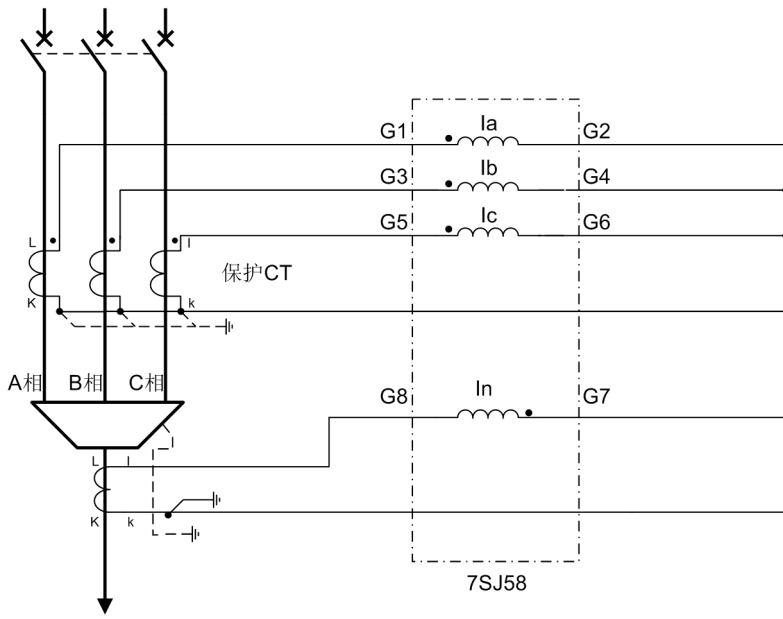 Ia
G1 G2
Ib
G3 G4
Ic
G5 G6
L l
保护CT
K k
A相 B相 C相
In
G8 G7
L l
K k
7SJ58